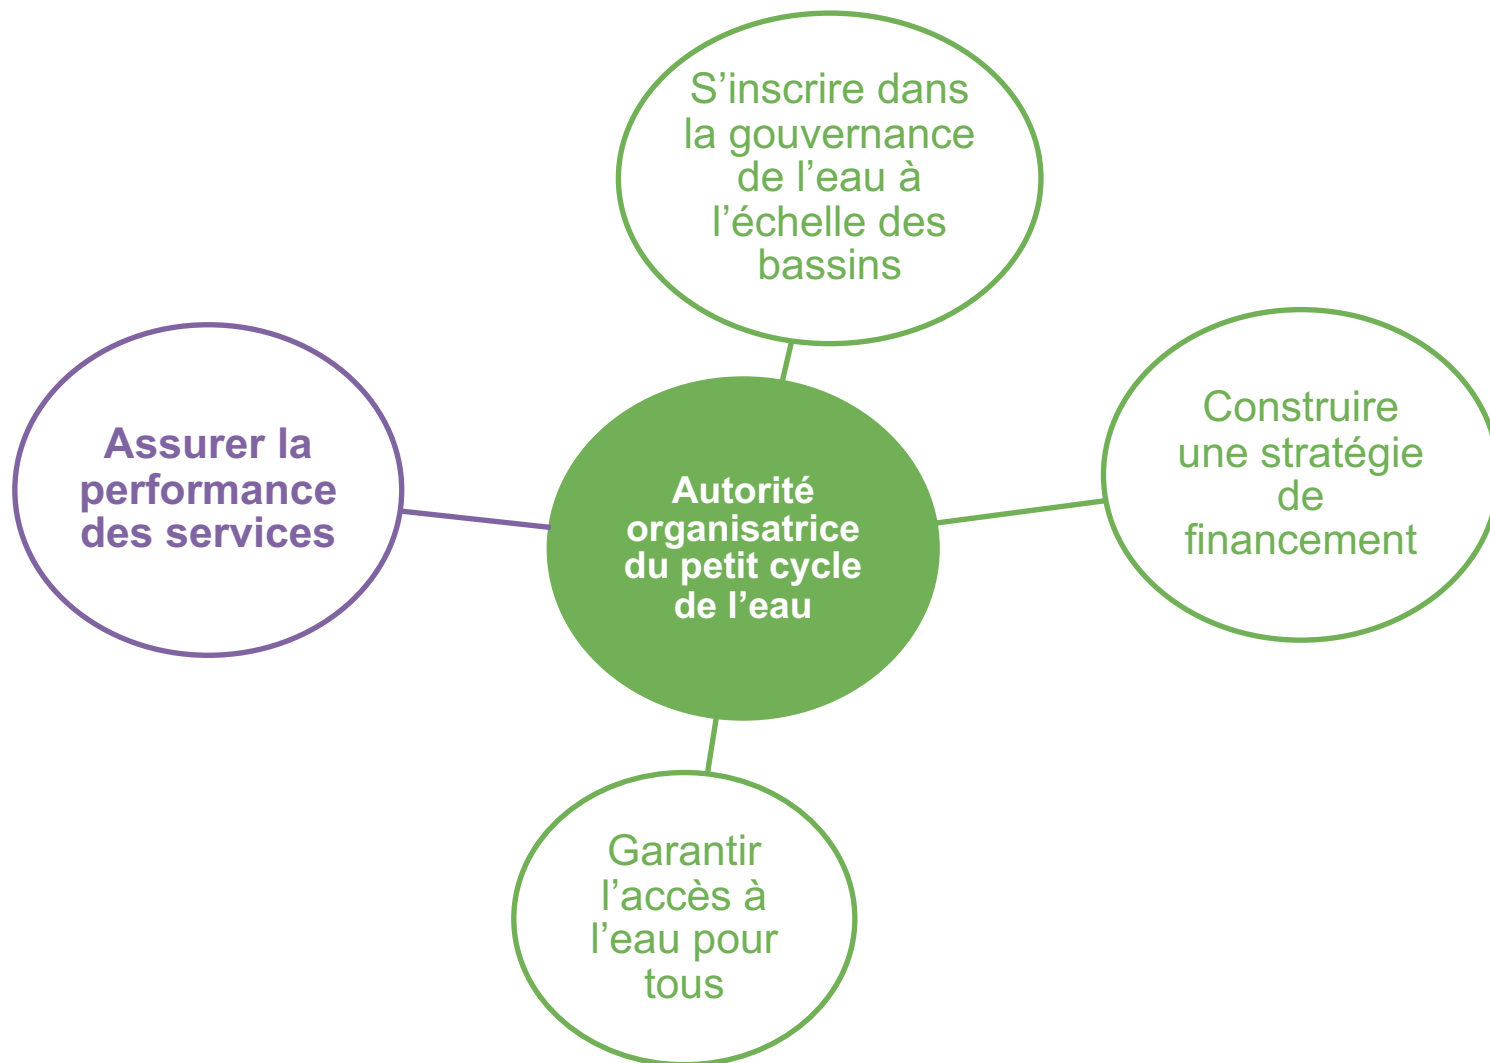 S’inscrire dans
la gouvernance
de l’eau à
l’échelle des
bassins
Assurer la
performance
des services
Autorité
organisatrice
du petit cycle
de l’eau
Construire
une stratégie
de
financement
Garantir
l’accès à
l’eau pour
tous